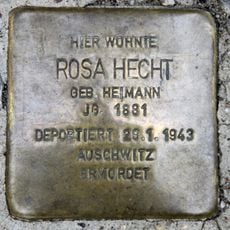 HIER WOHNTE
ROSA HECHT
GEB. HEIMANN
JG. 1881
DEPORTIERT 29.1.1943
AUSCHWITZ
ERMORDET